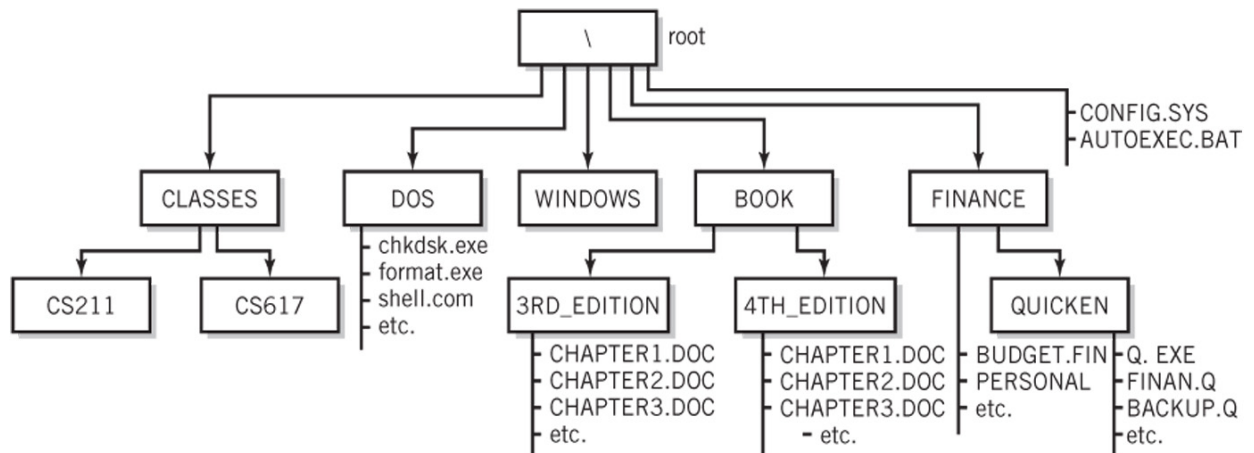 \ root
CONFIG.SYS
AUTOEXEC.BAT
CLASSES DOS WINDOWS BOOK FINANCE
chkdsk.exe
format.exe
shell.com
etc.
CS211 CS617 3RD_EDITION 4TH_EDITION QUICKEN
CHAPTER1.DOC CHAPTER1.DOC BUDGET.FIN Q. EXE
CHAPTER2.DOC CHAPTER2.DOC PERSONAL FINAN.Q
CHAPTER3.DOC CHAPTER3.DOC etc. BACKUP.Q
etc. - etc. etc.